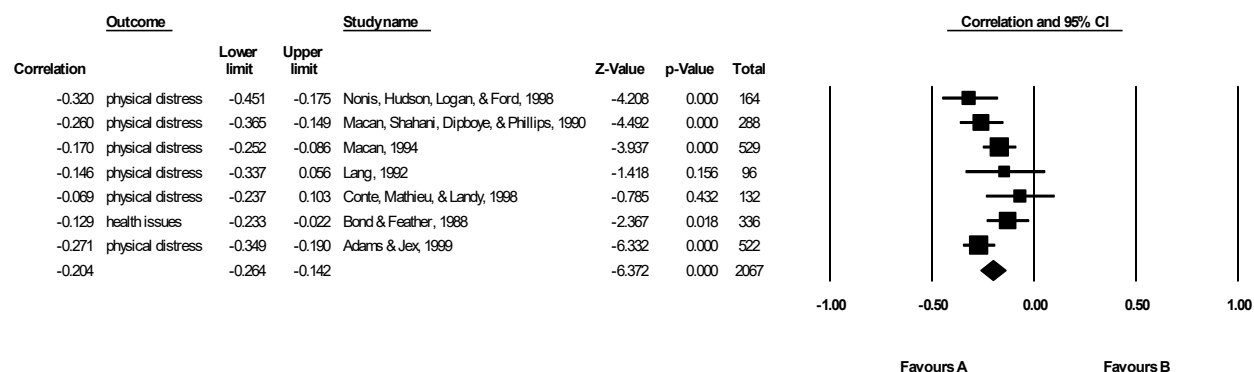 Outcome Studyname Correlation and 95% CI
Lower Upper
Correlation limit limit Z-Value p-Value Total
-0.320 physical distress -0.451 -0.175 Nonis, Hudson, Logan, & Ford, 1998 -4.208 0.000 164
-0.260 physical distress -0.365 -0.149 Macan, Shahani, Dipboye, & Phillips, 1990 -4.492 0.000 288
-0.170 physical distress -0.252 -0.086 Macan, 1994 -3.937 0.000 529
-0.146 physical distress -0.337 0.056 Lang, 1992 -1.418 0.156 96
-0.069 physical distress -0.237 0.103 Conte, Mathieu, & Landy, 1998 -0.785 0.432 132
-0.129 health issues -0.233 -0.022 Bond & Feather, 1988 -2.367 0.018 336
-0.271 physical distress -0.349 -0.190 Adams & Jex, 1999 -6.332 0.000 522
-0.204 -0.264 -0.142 -6.372 0.000 2067
-1.00 -0.50 0.00 0.50 1.00
Favours A Favours B